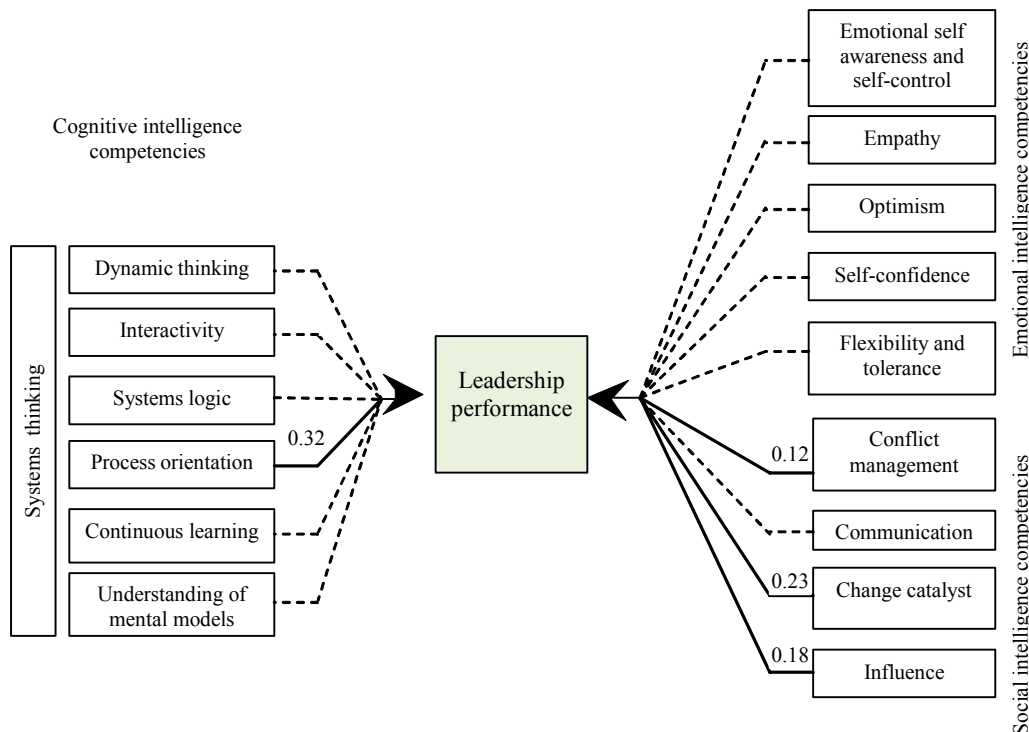 Cognitive intelligence
competencies
Systems thinking
Dynamic thinking
Interactivity
Systems logic
Process orientation
0.32
Continuous learning
Understanding of
mental models
Leadership
performance
Emotional self
awareness and
self-control
Empathy
Optimism
Self-confidence
Flexibility and
tolerance
Emotional intelligence competencies
0.12
Conflict
management
Communication
0.23
Change catalyst
0.18
Influence
Social intelligence competencies